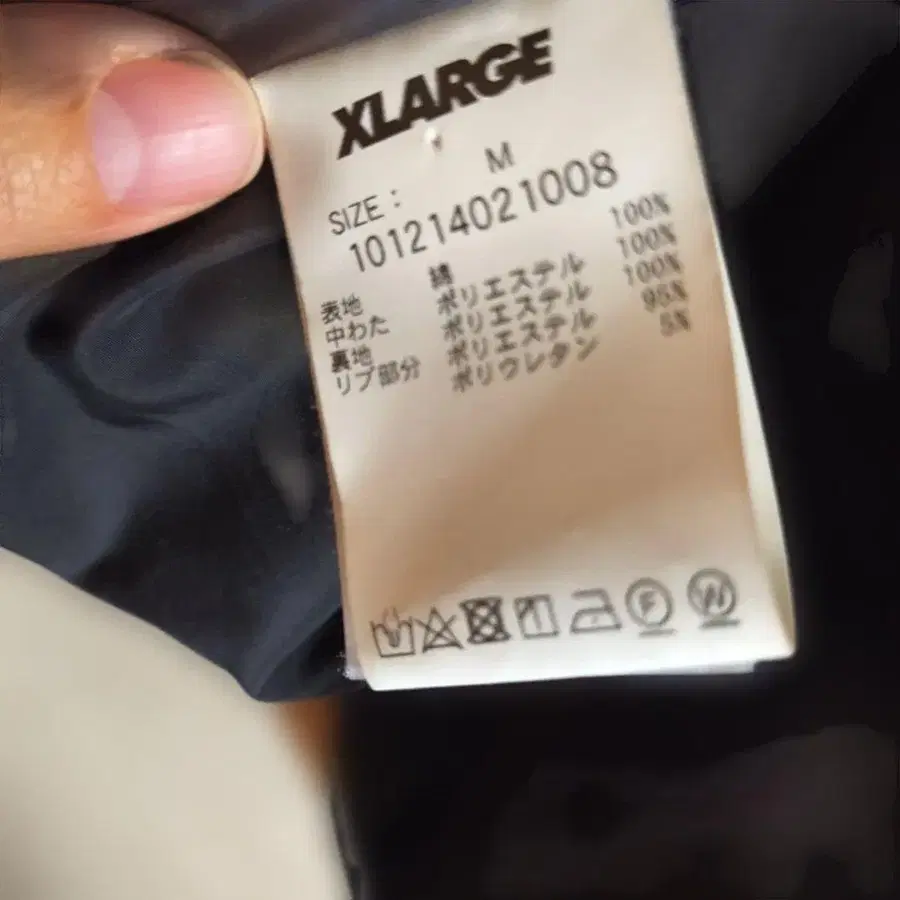 XLARGE
SIZE : M
101214021008
表地 綿 100%
中わた ポリエステル 100%
裏地 ポリエステル 100%
リブ部分 ポリエステル 95%
ポリウレタン 5%
F W